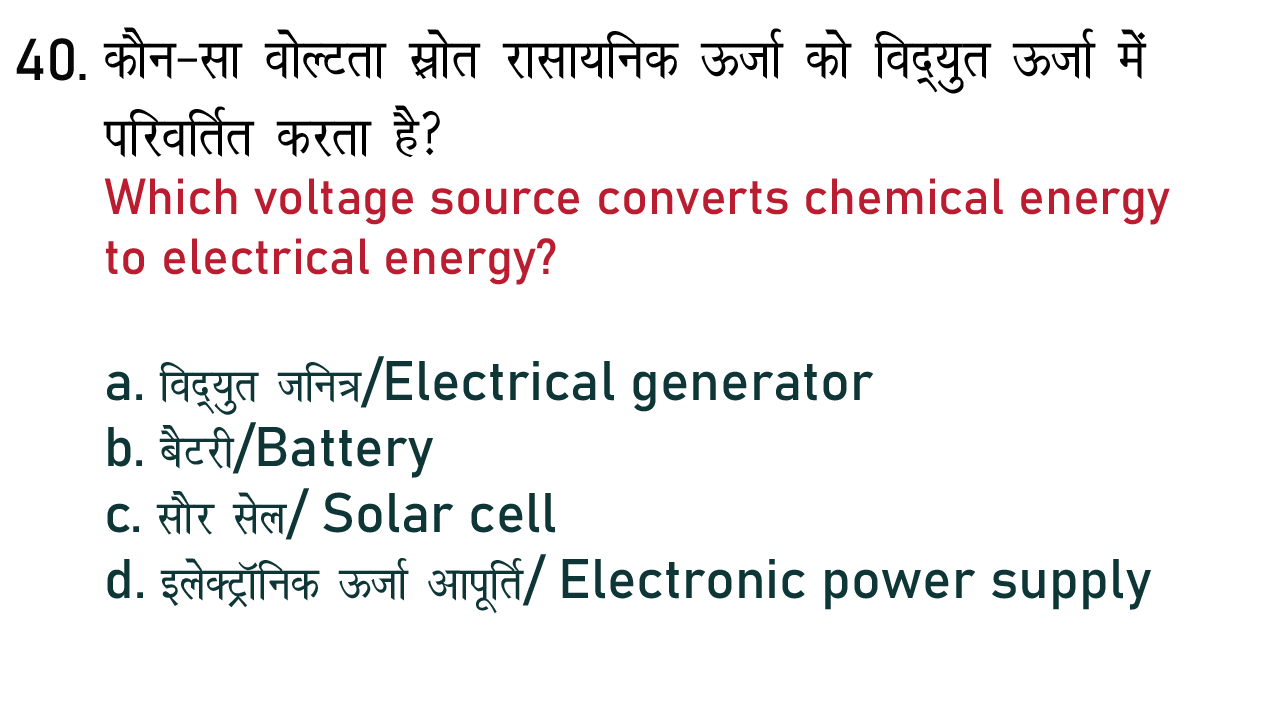 40. कौन-सा वोल्टता स्रोत रासायनिक ऊर्जा को विद्‌युत ऊर्जा में
परिवर्तित करता है?
Which voltage source converts chemical energy
to electrical energy?
a. विद्‌युत जनित्र/Electrical generator
b. बैटरी/Battery
c. सौर सेल/ Solar cell
d. इलेक्ट्रॉनिक ऊर्जा आपूर्ति/ Electronic power supply